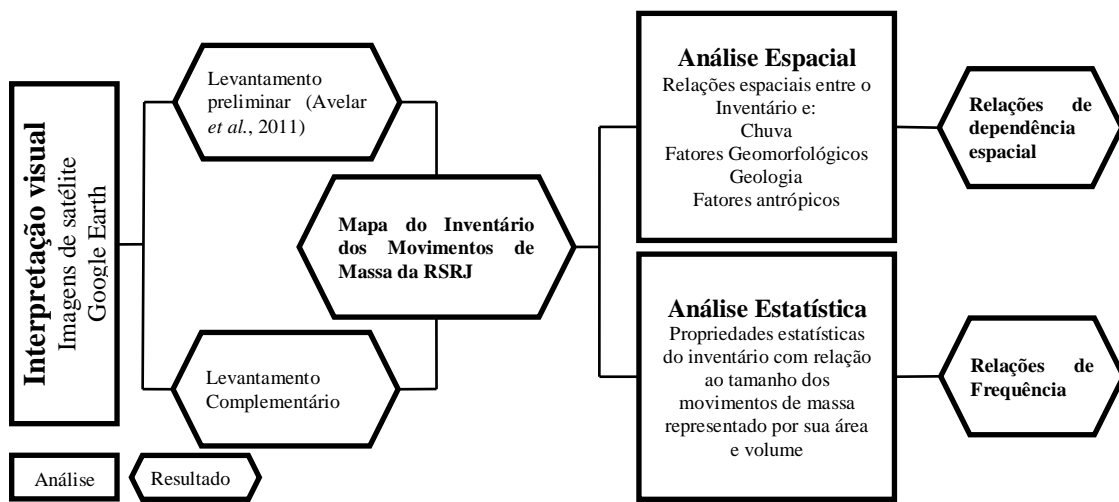 Interpretação visual
Imagens de satélite
Google Earth
Levantamento
preliminar (Avelar
et al., 2011)
Levantamento
Complementário
Mapa do Inventário
dos Movimentos de
Massa da RSRJ
Análise Espacial
Relações espaciais entre o
Inventário e:
Chuva
Fatores Geomorfológicos
Geologia
Fatores antrópicos
Relações de
dependência
espacial
Análise Estatística
Propriedades estatísticas
do inventário com relação
ao tamanho dos
movimentos de massa
representado por sua área
e volume
Relações de
Frequência
Análise
Resultado